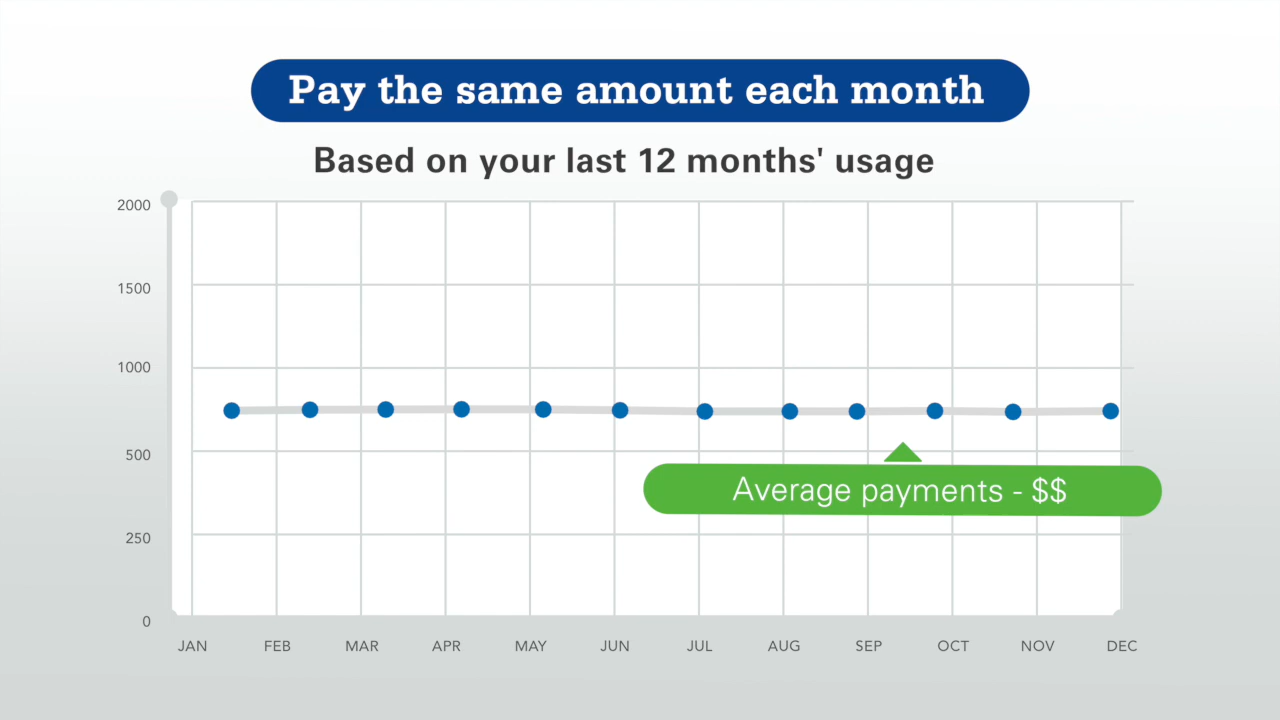 Pay the same amount each month
Based on your last 12 months' usage
2000
1500
1000
500
250
0
Average payments - $$
JAN FEB MAR APR MAY JUN JUL AUG SEP OCT NOV DEC